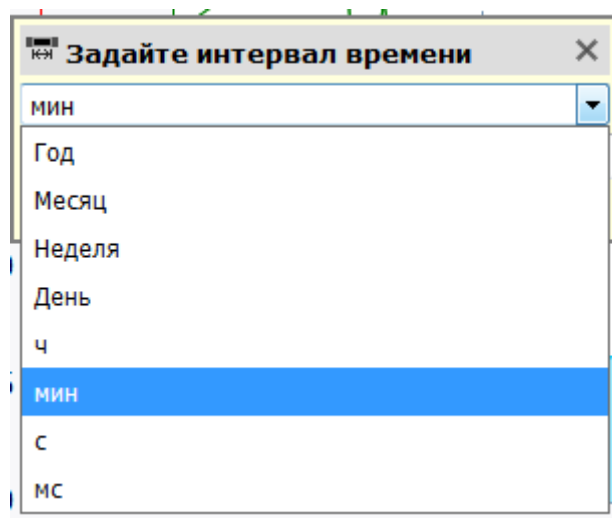 Задайте интервал времени
мин
Год
Месяц
Неделя
День
ч
мин
с
мс